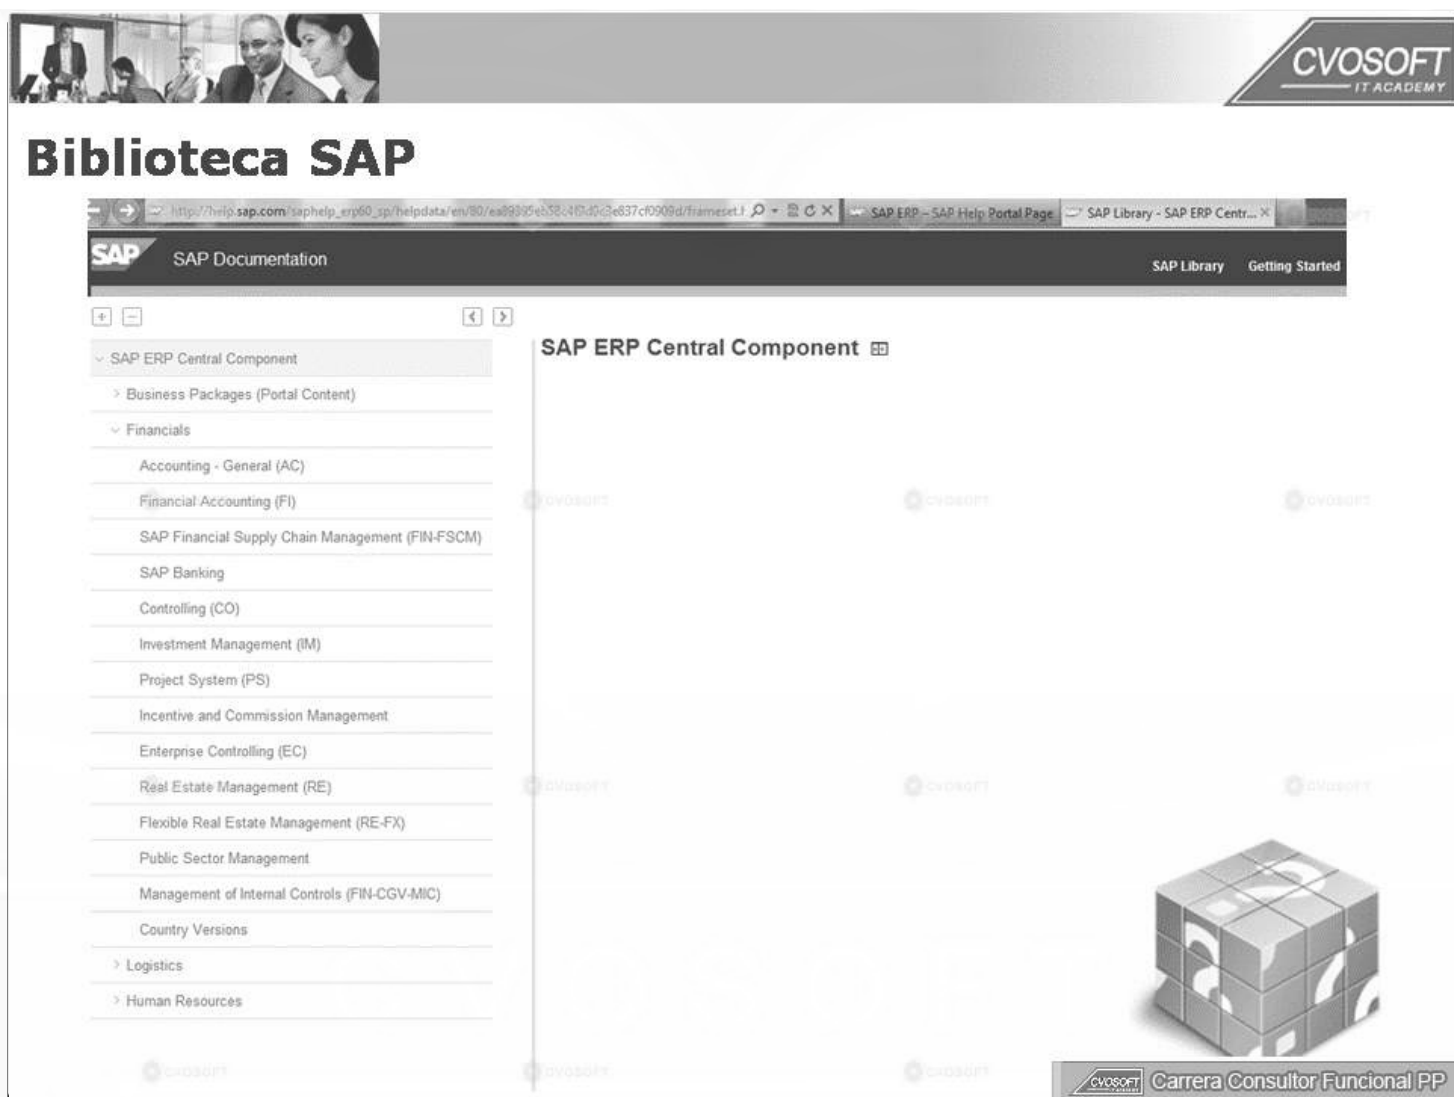 CVOSOFT
IT ACADEMY
Biblioteca SAP
SAP ERP – SAP Help Portal Page
SAP Library - SAP ERP Centr...
SAP
SAP Documentation
SAP Library
Getting Started
SAP ERP Central Component
Business Packages (Portal Content)
Financials
Accounting - General (AC)
Financial Accounting (FI)
SAP Financial Supply Chain Management (FIN-FSCM)
SAP Banking
Controlling (CO)
Investment Management (IM)
Project System (PS)
Incentive and Commission Management
Enterprise Controlling (EC)
Real Estate Management (RE)
Flexible Real Estate Management (RE-FX)
Public Sector Management
Management of Internal Controls (FIN-CGV-MIC)
Country Versions
Logistics
Human Resources
SAP ERP Central Component
CVOSOFT
Carrera Consultor Funcional PP